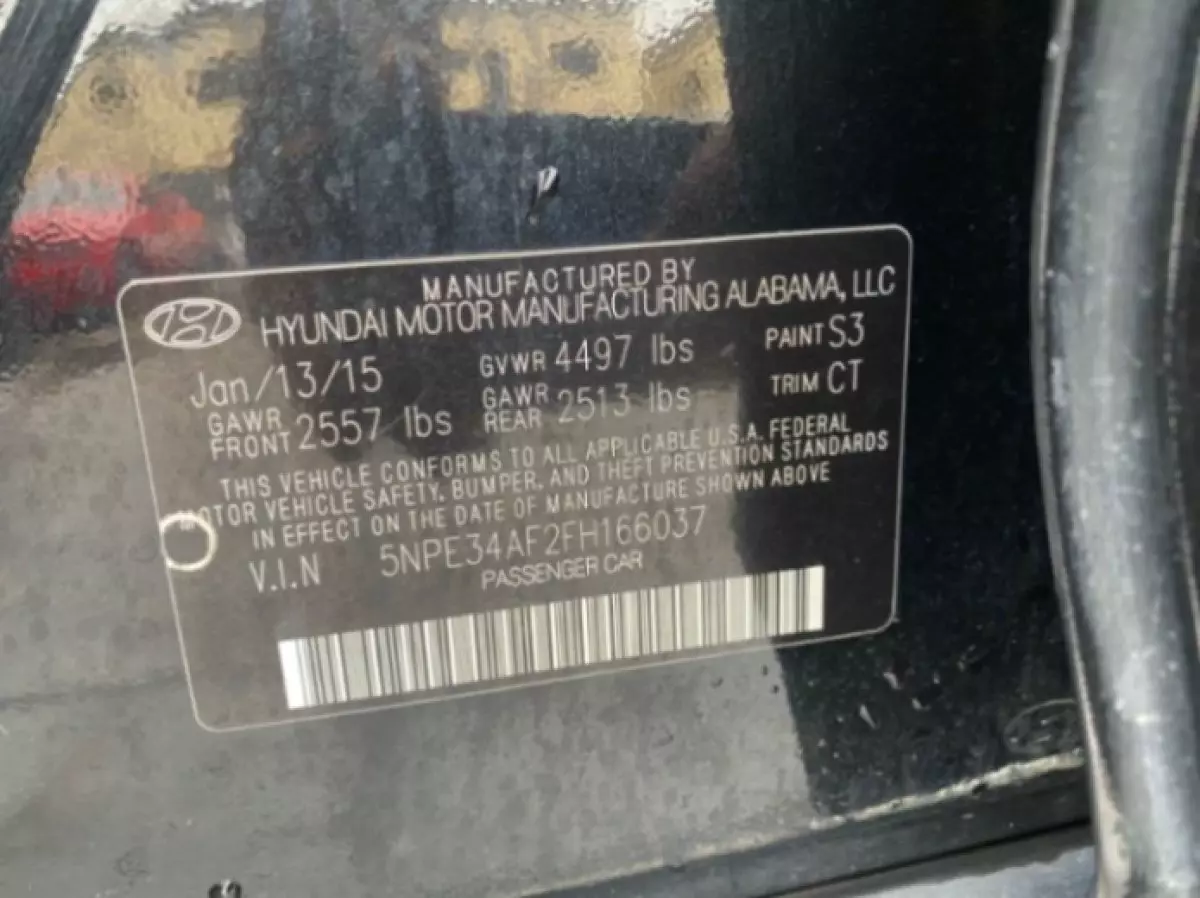 MANUFACTURED BY
HYUNDAI MOTOR MANUFACTURING ALABAMA, LLC
Jan/13/15 GVWR 4497 lbs PAINT S3
GAWR FRONT 2557 lbs GAWR REAR 2513 lbs TRIM CT
THIS VEHICLE CONFORMS TO ALL APPLICABLE U.S.A. FEDERAL
MOTOR VEHICLE SAFETY, BUMPER, AND THEFT PREVENTION STANDARDS
IN EFFECT ON THE DATE OF MANUFACTURE SHOWN ABOVE
V.I.N 5NPE34AF2FH166037
PASSENGER CAR